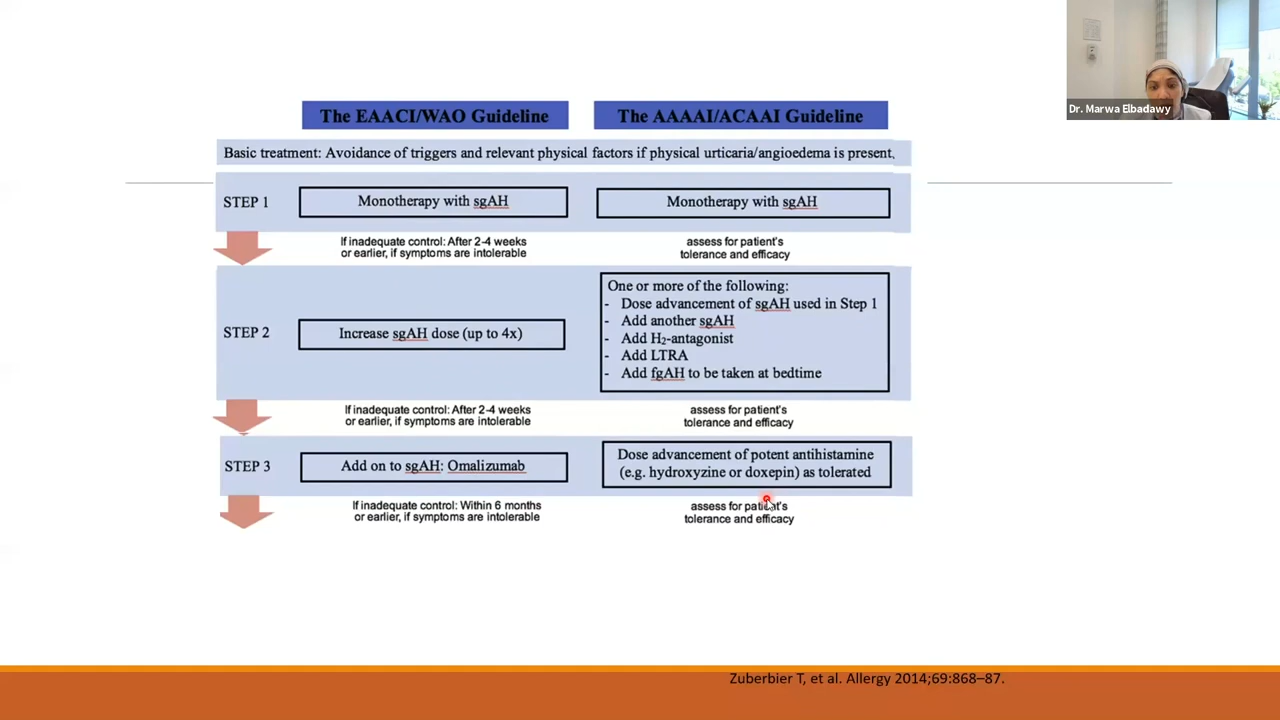 Dr. Marwa Elbadawy
The EAACI/WAO Guideline
The AAAAI/ACAAI Guideline
Basic treatment: Avoidance of triggers and relevant physical factors if physical urticaria/angioedema is present.
STEP 1
Monotherapy with sgAH
Monotherapy with sgAH
If inadequate control: After 2-4 weeks
or earlier, if symptoms are intolerable
assess for patient's
tolerance and efficacy
STEP 2
Increase sgAH dose (up to 4x)
One or more of the following:
- Dose advancement of sgAH used in Step 1
- Add another sgAH
- Add H₂-antagonist
- Add LTRA
- Add fgAH to be taken at bedtime
If inadequate control: After 2-4 weeks
or earlier, if symptoms are intolerable
assess for patient's
tolerance and efficacy
STEP 3
Add on to sgAH: Omalizumab
Dose advancement of potent antihistamine
(e.g. hydroxyzine or doxepin) as tolerated
If inadequate control: Within 6 months
or earlier, if symptoms are intolerable
assess for patient's
tolerance and efficacy
Zuberbier T, et al. Allergy 2014;69:868–87.